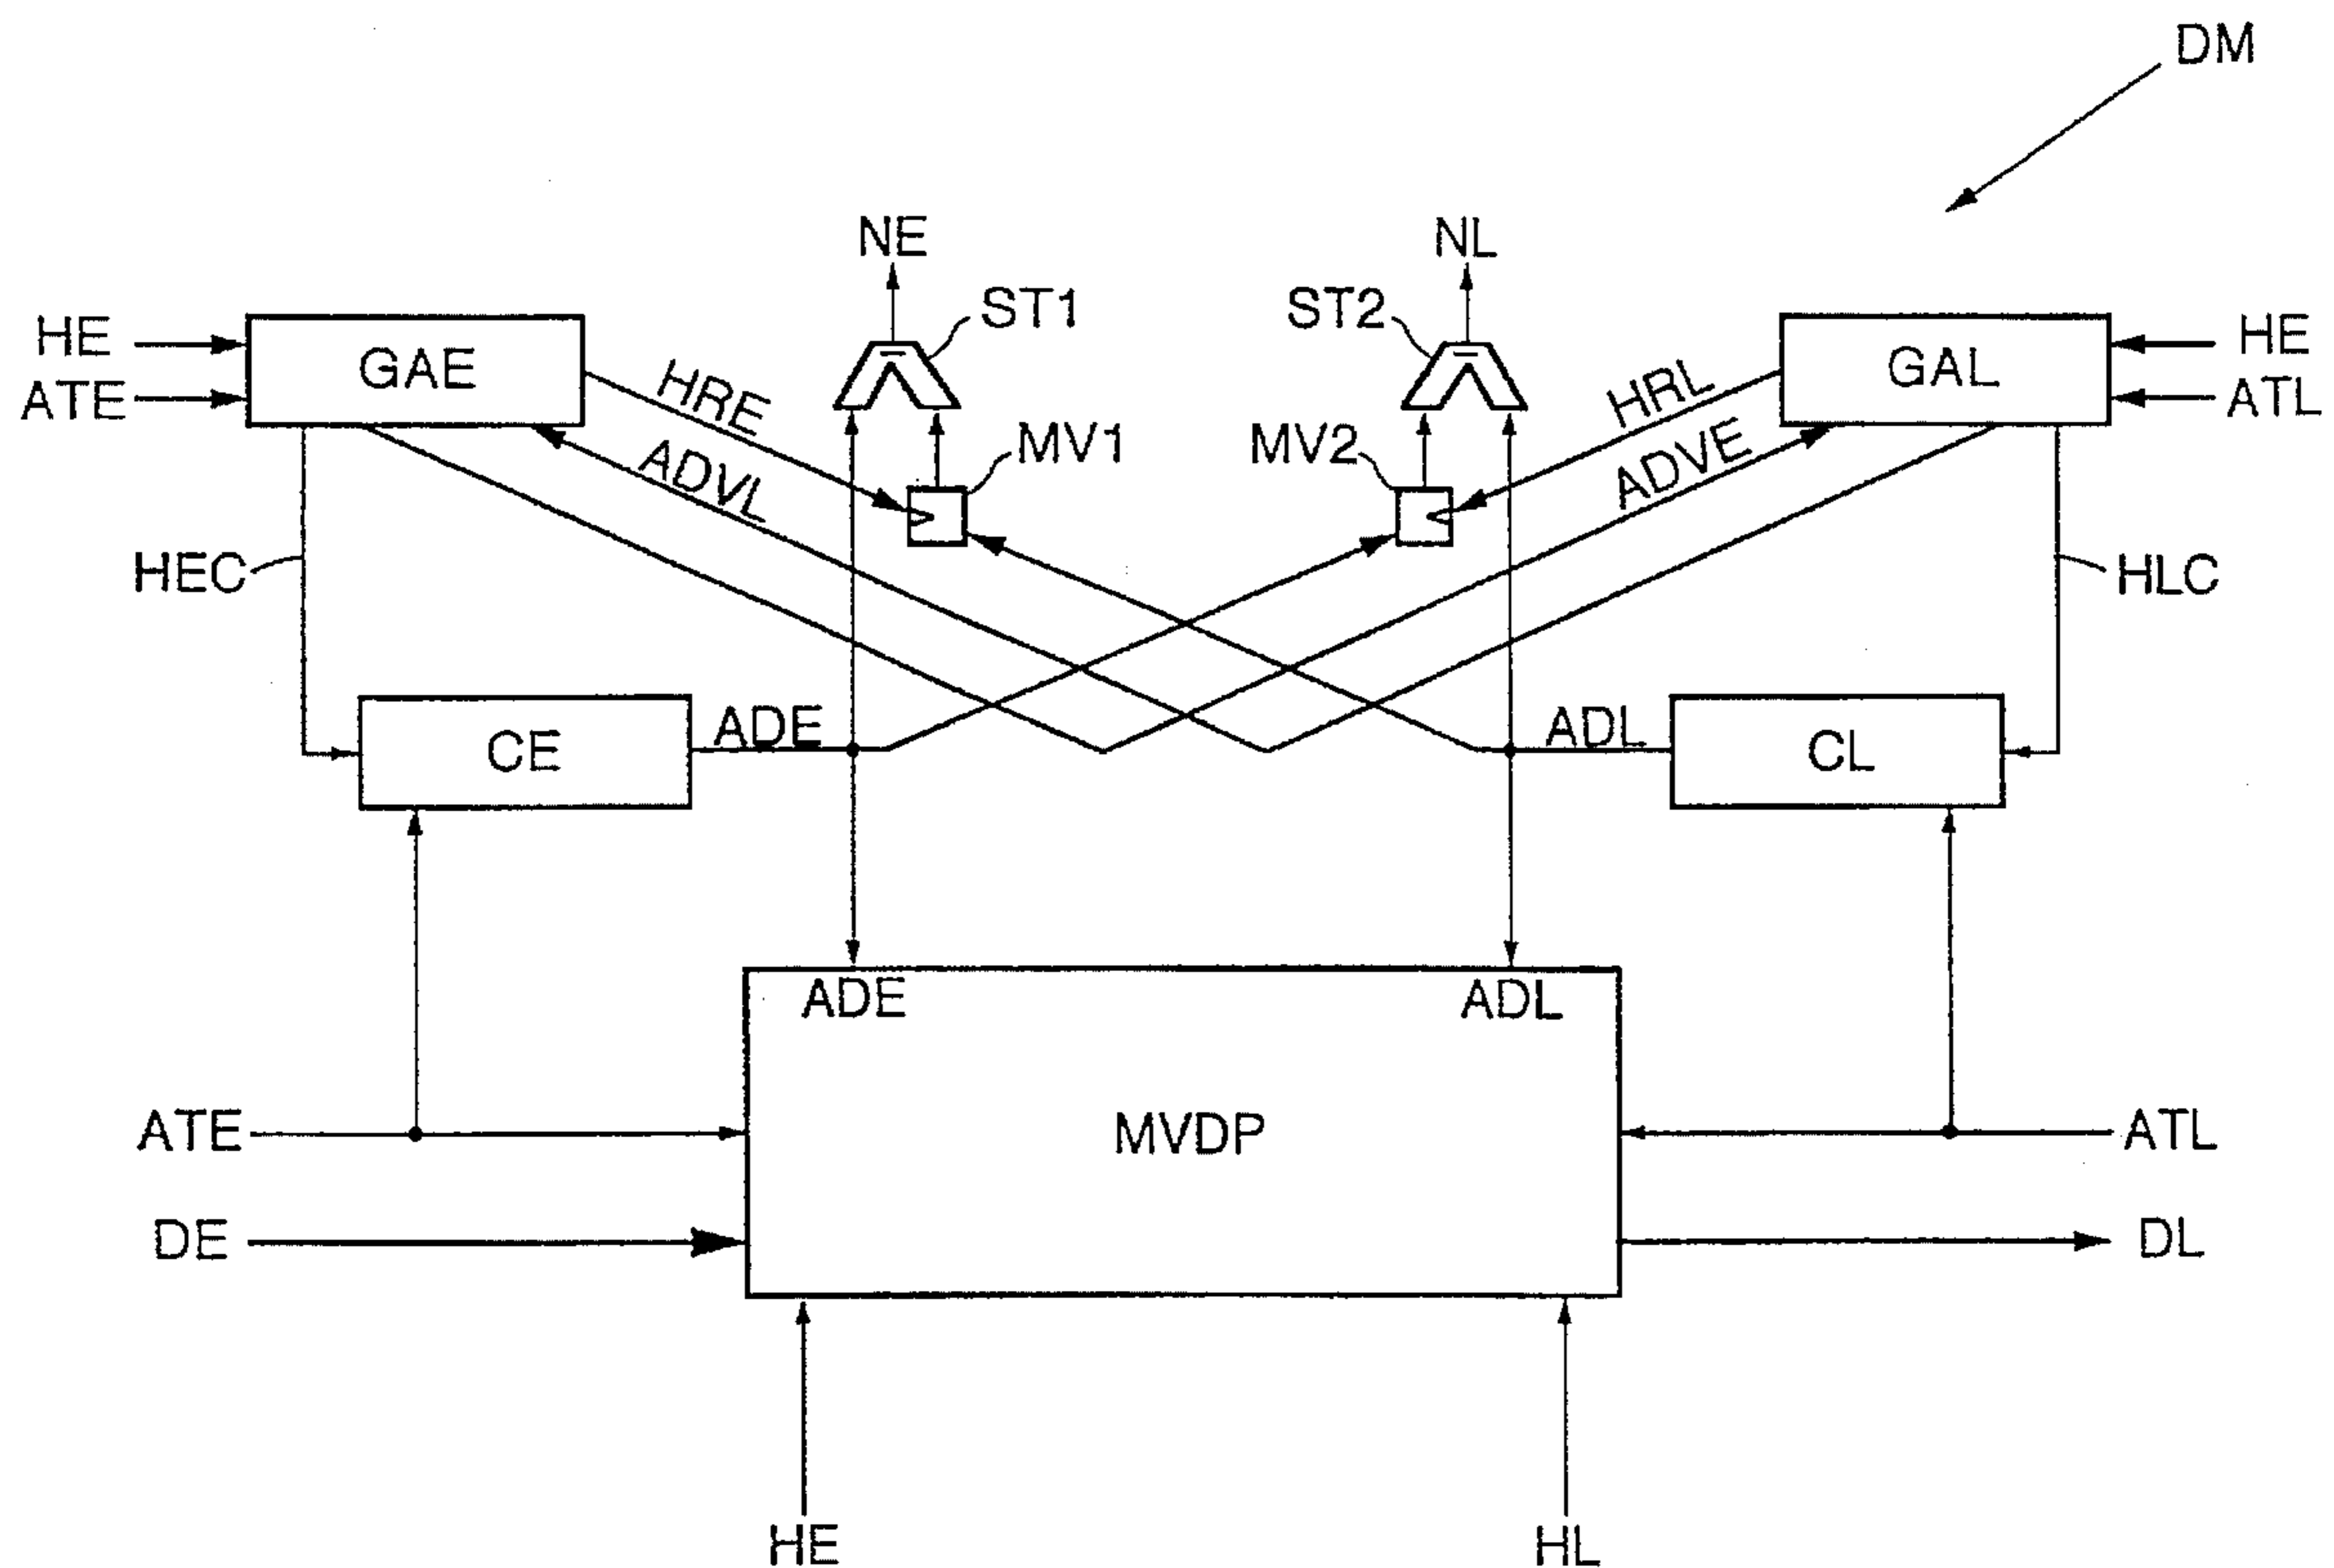 DM
NE
NL
ST1
ST2
HE
GAE
HRE
HRL
GAL
HE
ATE
ATL
ADVL
MV1
MV2
ADVE
HEC
HLC
CE
ADE
ADL
CL
ADE
ADL
ATE
MVDP
ATL
DE
DL
HE
HL